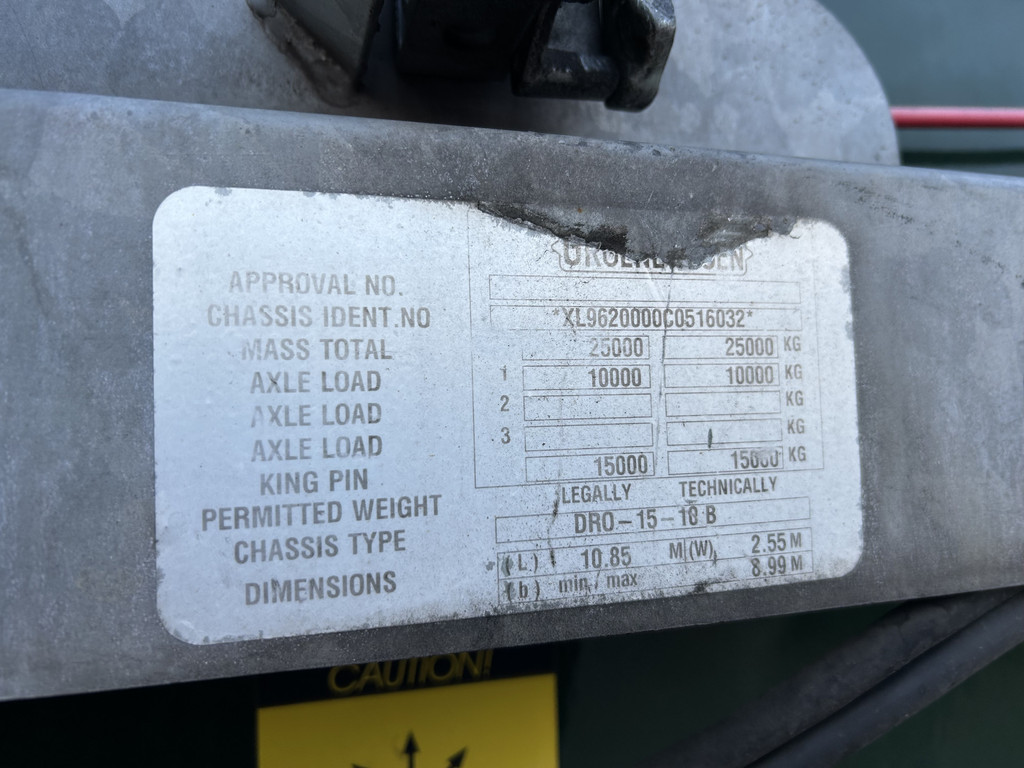 APPROVAL NO.
CHASSIS IDENT.NO *XL9620000C0516032*
MASS TOTAL 25000 25000 KG
AXLE LOAD 1 10000 10000 KG
AXLE LOAD 2 KG
AXLE LOAD 3 KG
KING PIN 15000 15000 KG
PERMITTED WEIGHT LEGALLY TECHNICALLY
CHASSIS TYPE DRO-15-10 B
DIMENSIONS (L) 10.85 M (W) 2.55 M
(b) min / max 8.99 M
CAUTION!